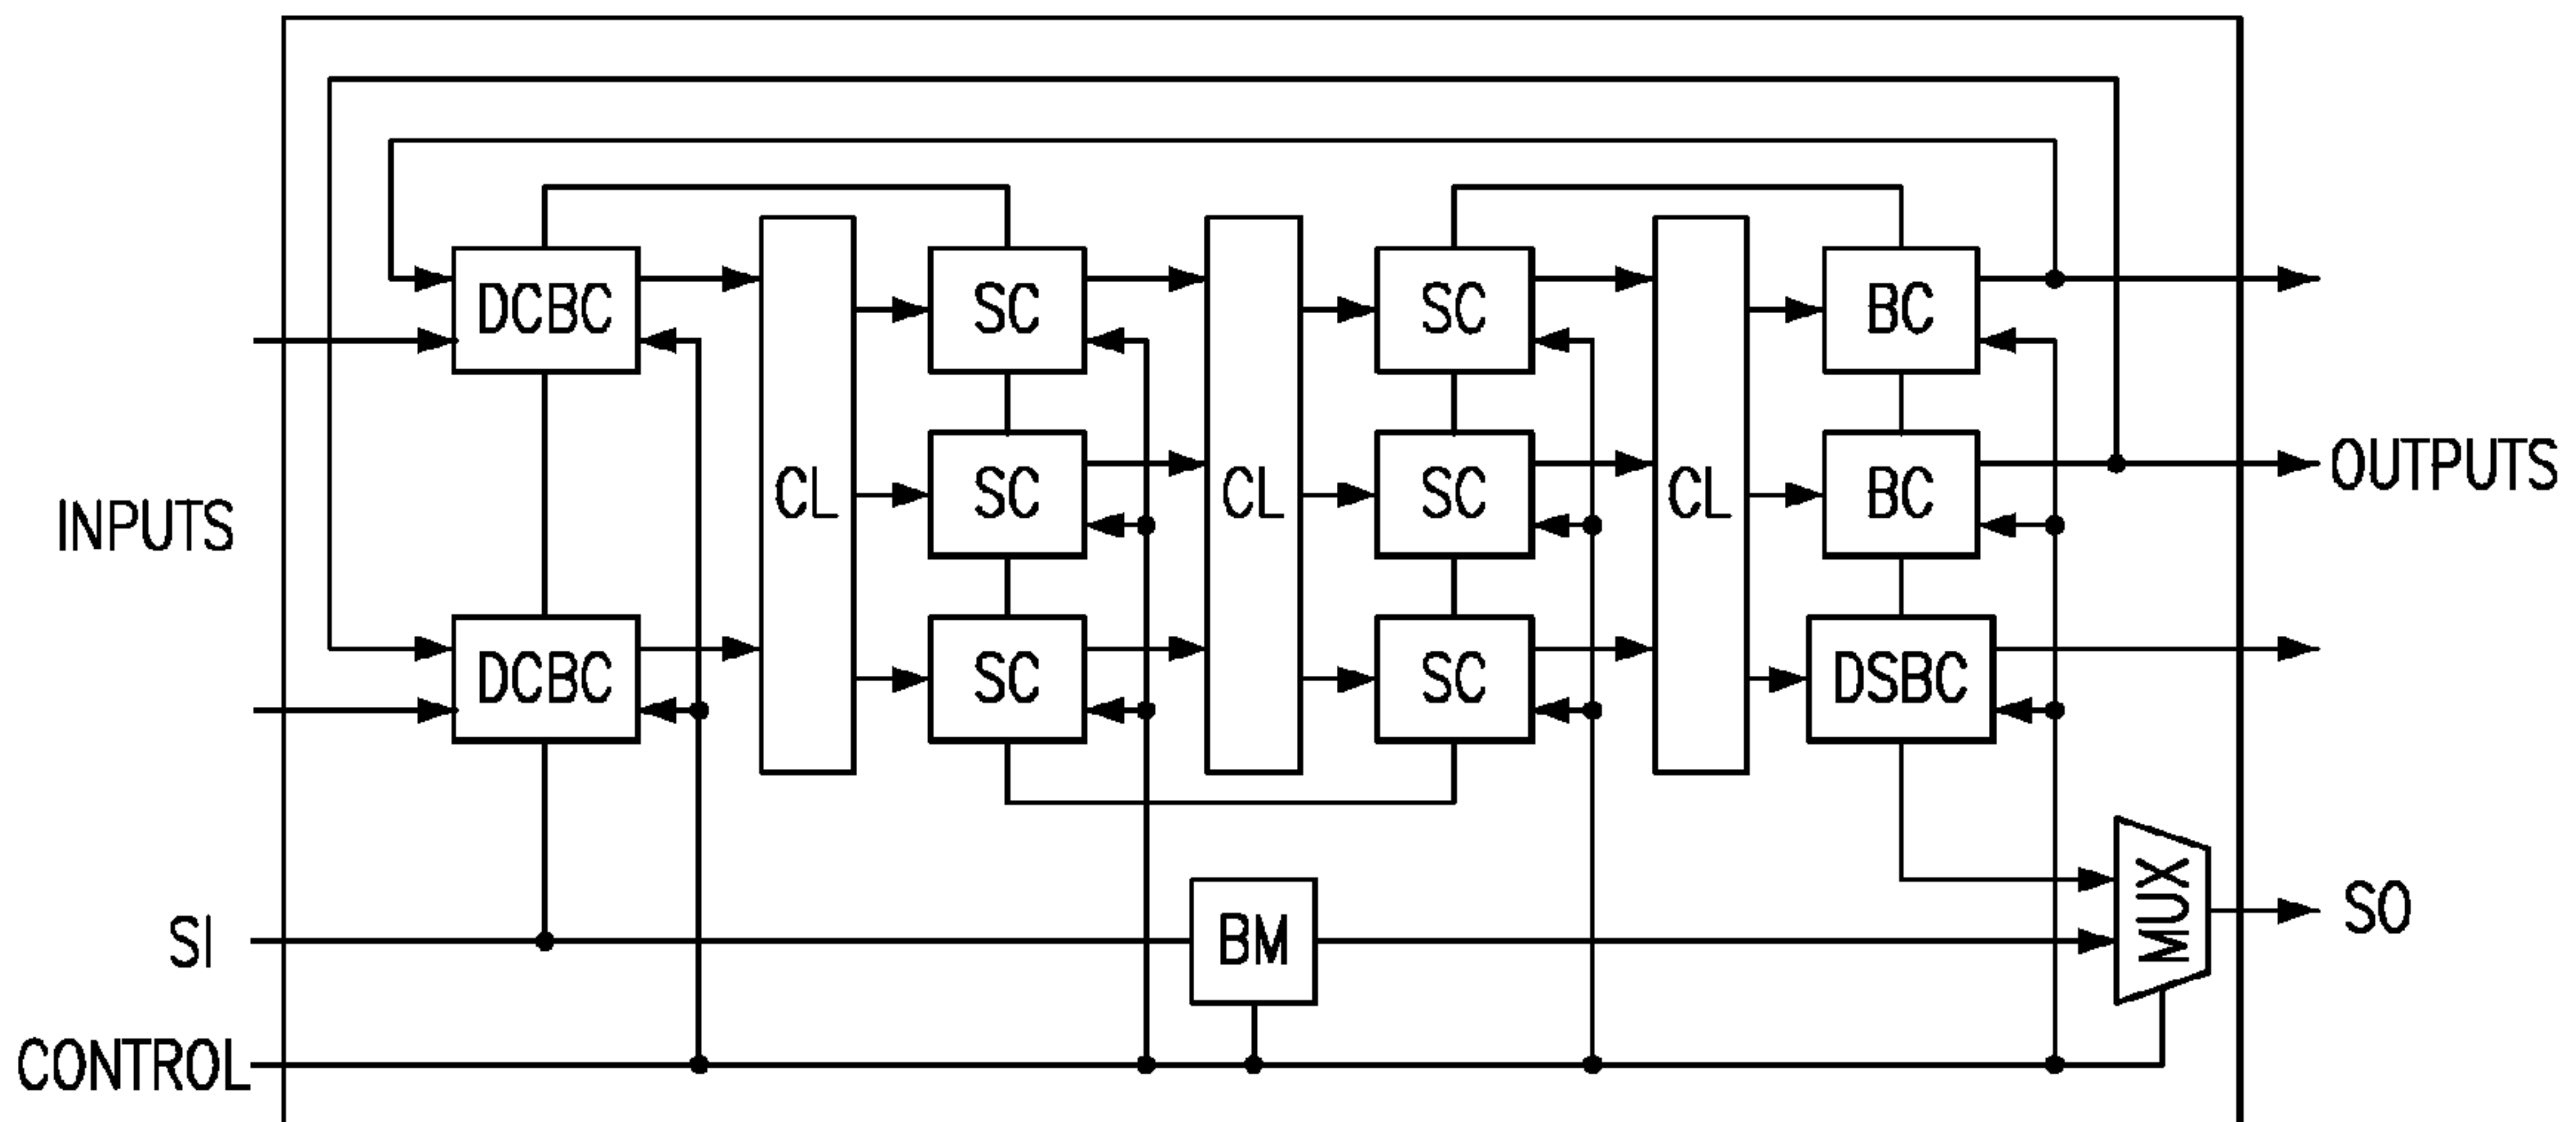 DCBC
SC
SC
BC
CL
SC
CL
SC
CL
BC
OUTPUTS
INPUTS
DCBC
SC
SC
DSBC
MUX
SI
BM
SO
CONTROL